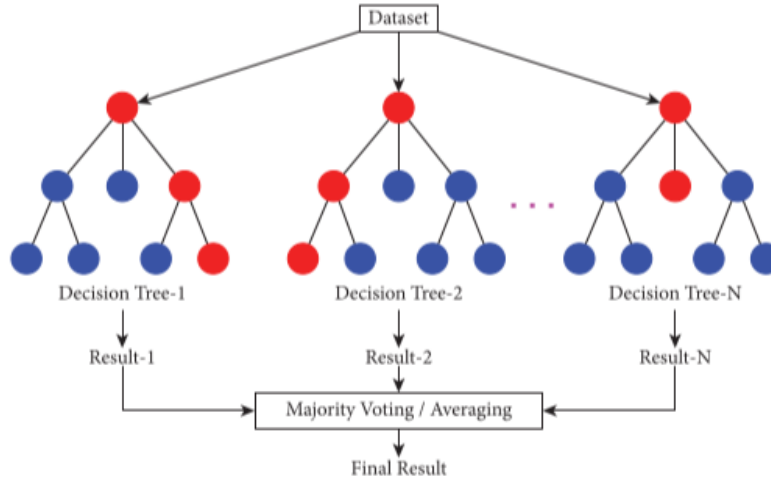 Dataset
. . .
Decision Tree-1
Decision Tree-2
Decision Tree-N
Result-1
Result-2
Result-N
Majority Voting / Averaging
Final Result